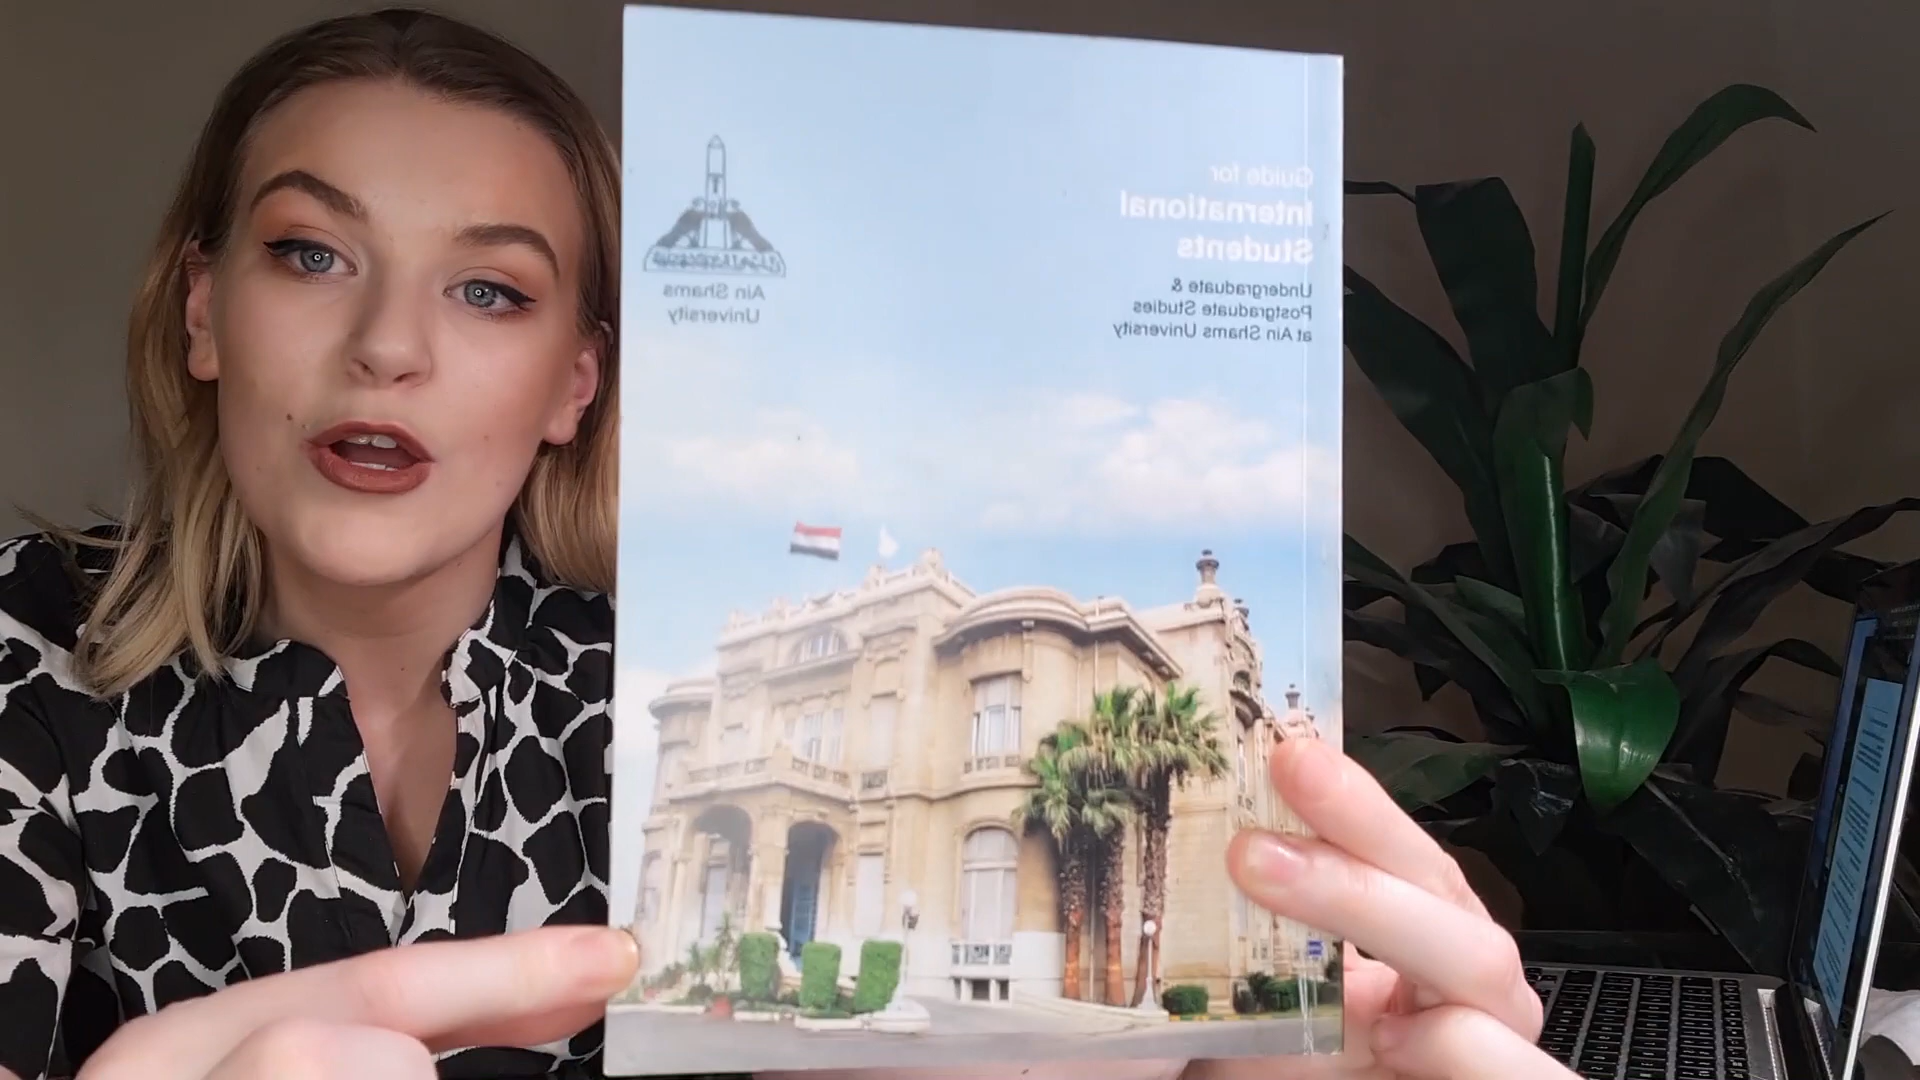 Guide for
International
Students
Undergraduate &
Postgraduate Studies
at Ain Shams University
Ain Shams
University